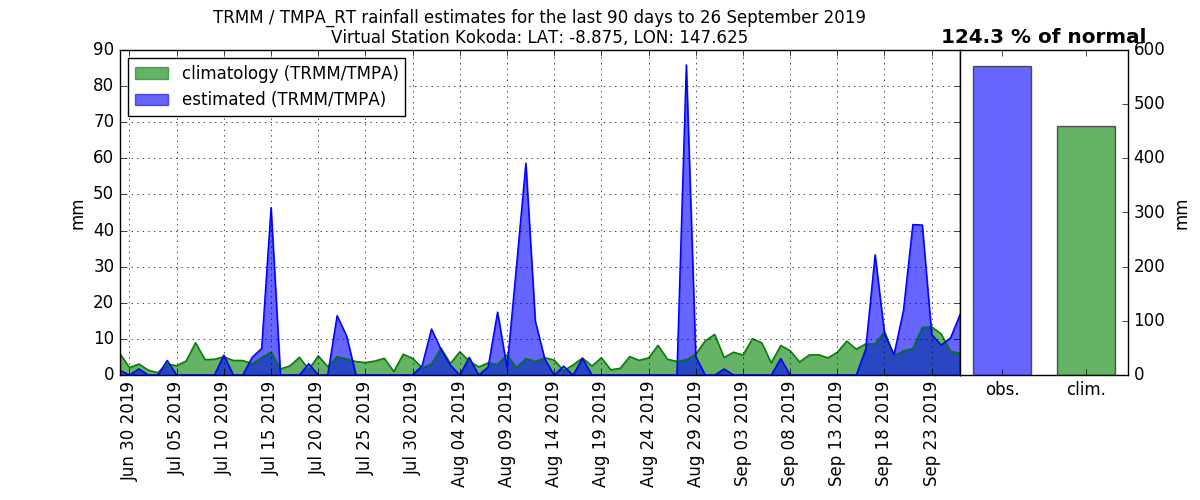 TRMM / TMPA_RT rainfall estimates for the last 90 days to 26 September 2019
Virtual Station Kokoda: LAT: -8.875, LON: 147.625
124.3 % of normal
climatology (TRMM/TMPA)
estimated (TRMM/TMPA)
90
80
70
60
50
40
30
20
10
0
mm
Jun 30 2019
Jul 05 2019
Jul 10 2019
Jul 15 2019
Jul 20 2019
Jul 25 2019
Jul 30 2019
Aug 04 2019
Aug 09 2019
Aug 14 2019
Aug 19 2019
Aug 24 2019
Aug 29 2019
Sep 03 2019
Sep 08 2019
Sep 13 2019
Sep 18 2019
Sep 23 2019
obs.
clim.
600
500
400
300
200
100
0
mm